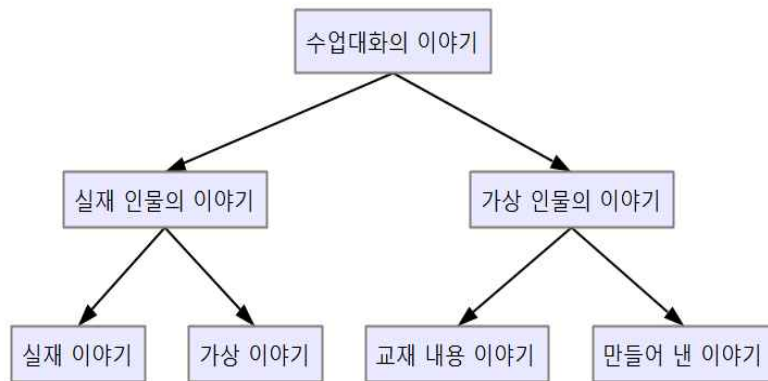 수업대화의 이야기
실재 인물의 이야기
가상 인물의 이야기
실재 이야기
가상 이야기
교재 내용 이야기
만들어 낸 이야기